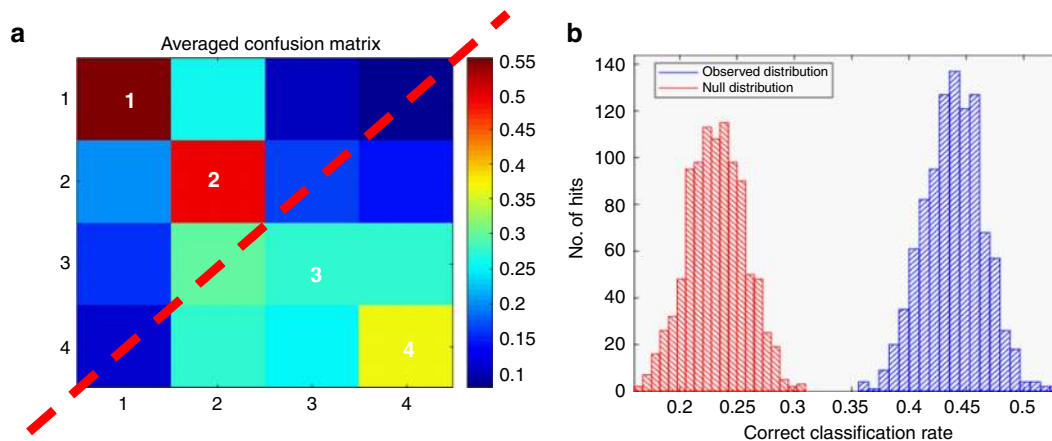 a
Averaged confusion matrix
1
2
3
4
1
2
3
4
1 2 3 4
0.55
0.5
0.45
0.4
0.35
0.3
0.25
0.2
0.15
0.1
b
Observed distribution
Null distribution
No. of hits
140
120
100
80
60
40
20
0
0.2 0.25 0.3 0.35 0.4 0.45 0.5
Correct classification rate